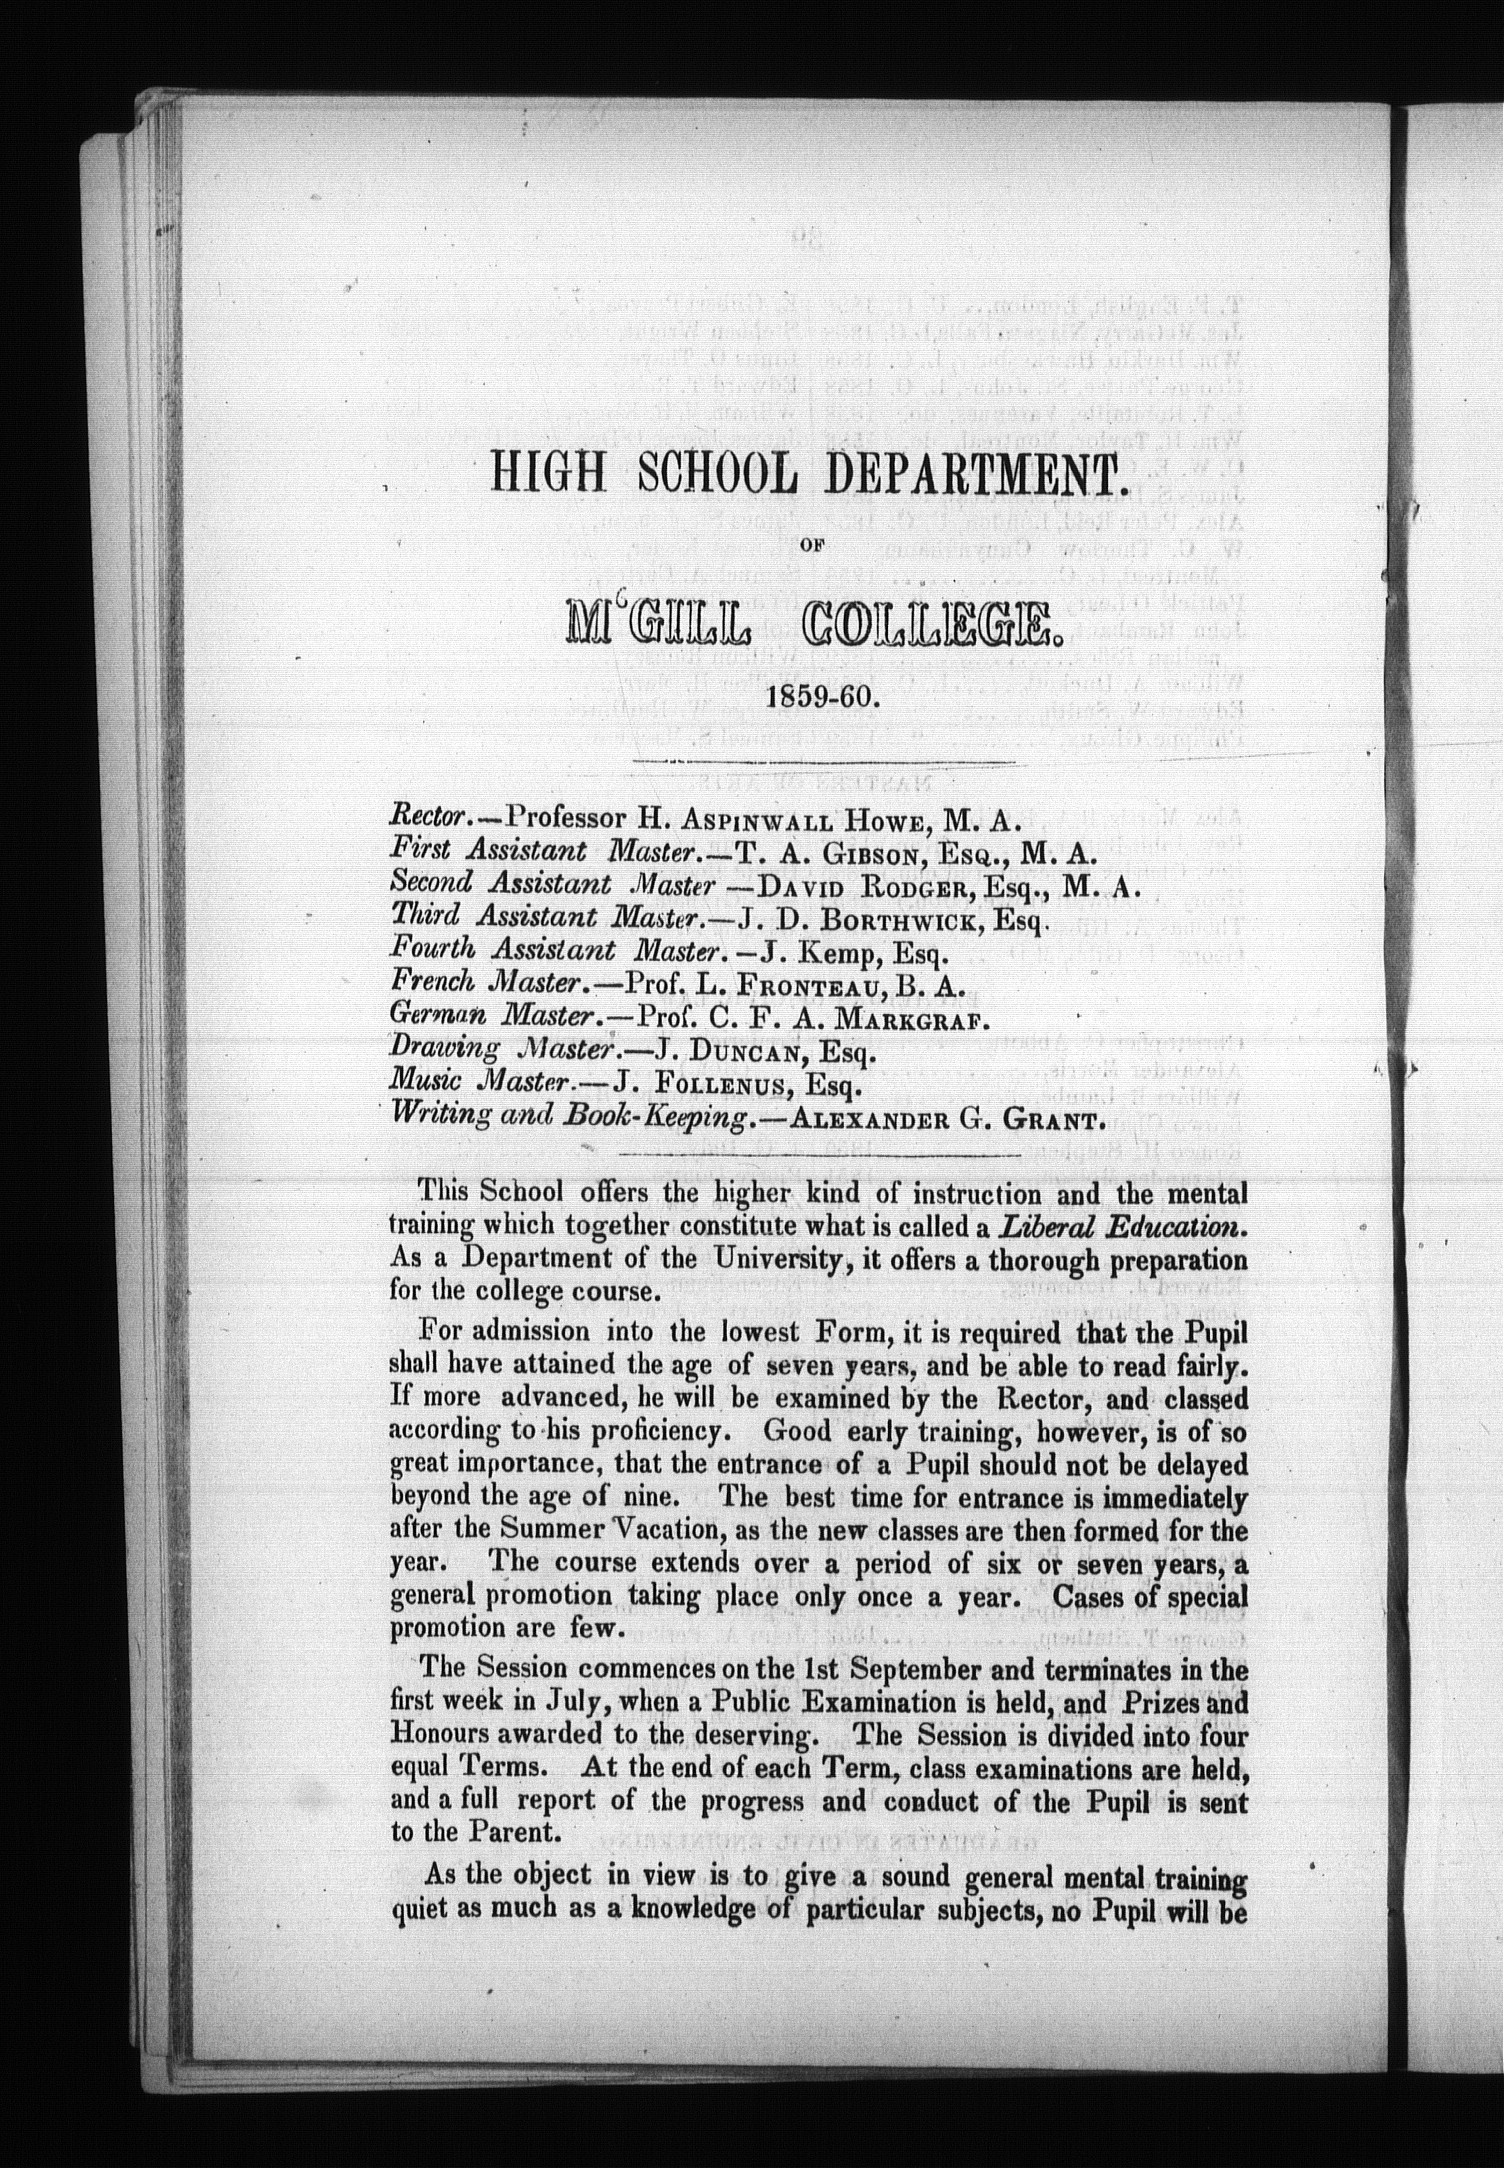 HIGH SCHOOL DEPARTMENT.
OF
M‘GILL COLLEGE.
1859-60.
Rector.—Professor H. ASPINWALL HOWE, M. A.
First Assistant Master.—T. A. GIBSON, ESQ., M. A.
Second Assistant Master —DAVID RODGER, Esq., M. A.
Third Assistant Master.—J. D. BORTHWICK, Esq.
Fourth Assistant Master.—J. Kemp, Esq.
French Master.—Prof. L. FRONTEAU, B. A.
German Master.—Prof. C. F. A. MARKGRAF.
Drawing Master.—J. DUNCAN, Esq.
Music Master.—J. FOLLENUS, Esq.
Writing and Book-Keeping.—ALEXANDER G. GRANT.
This School offers the higher kind of instruction and the mental
training which together constitute what is called a Liberal Education.
As a Department of the University, it offers a thorough preparation
for the college course.
For admission into the lowest Form, it is required that the Pupil
shall have attained the age of seven years, and be able to read fairly.
If more advanced, he will be examined by the Rector, and classed
according to his proficiency. Good early training, however, is of so
great importance, that the entrance of a Pupil should not be delayed
beyond the age of nine. The best time for entrance is immediately
after the Summer Vacation, as the new classes are then formed for the
year. The course extends over a period of six or seven years, a
general promotion taking place only once a year. Cases of special
promotion are few.
The Session commences on the 1st September and terminates in the
first week in July, when a Public Examination is held, and Prizes and
Honours awarded to the deserving. The Session is divided into four
equal Terms. At the end of each Term, class examinations are held,
and a full report of the progress and conduct of the Pupil is sent
to the Parent.
As the object in view is to give a sound general mental training
quiet as much as a knowledge of particular subjects, no Pupil will be